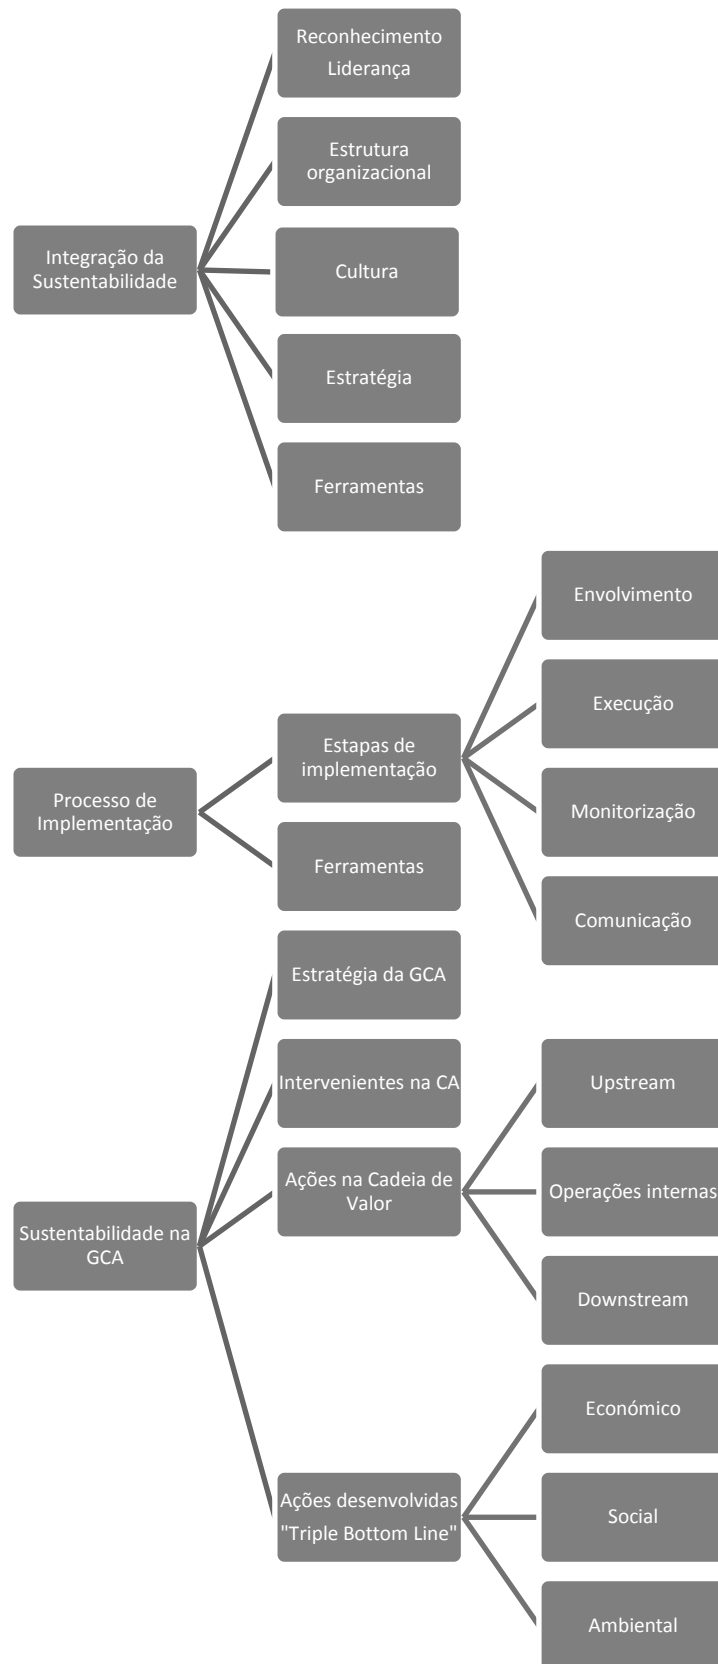 Reconhecimento
Liderança
Estrutura
organizacional
Integração da
Sustentabilidade
Cultura
Estratégia
Ferramentas
Envolvimento
Execução
Estapas de
implementação
Processo de
Implementação
Monitorização
Ferramentas
Comunicação
Estratégia da GCA
Intervenientes na CA
Upstream
Ações na Cadeia de
Valor
Operações internas
Sustentabilidade na
GCA
Downstream
Económico
Ações desenvolvidas
"Triple Bottom Line"
Social
Ambiental